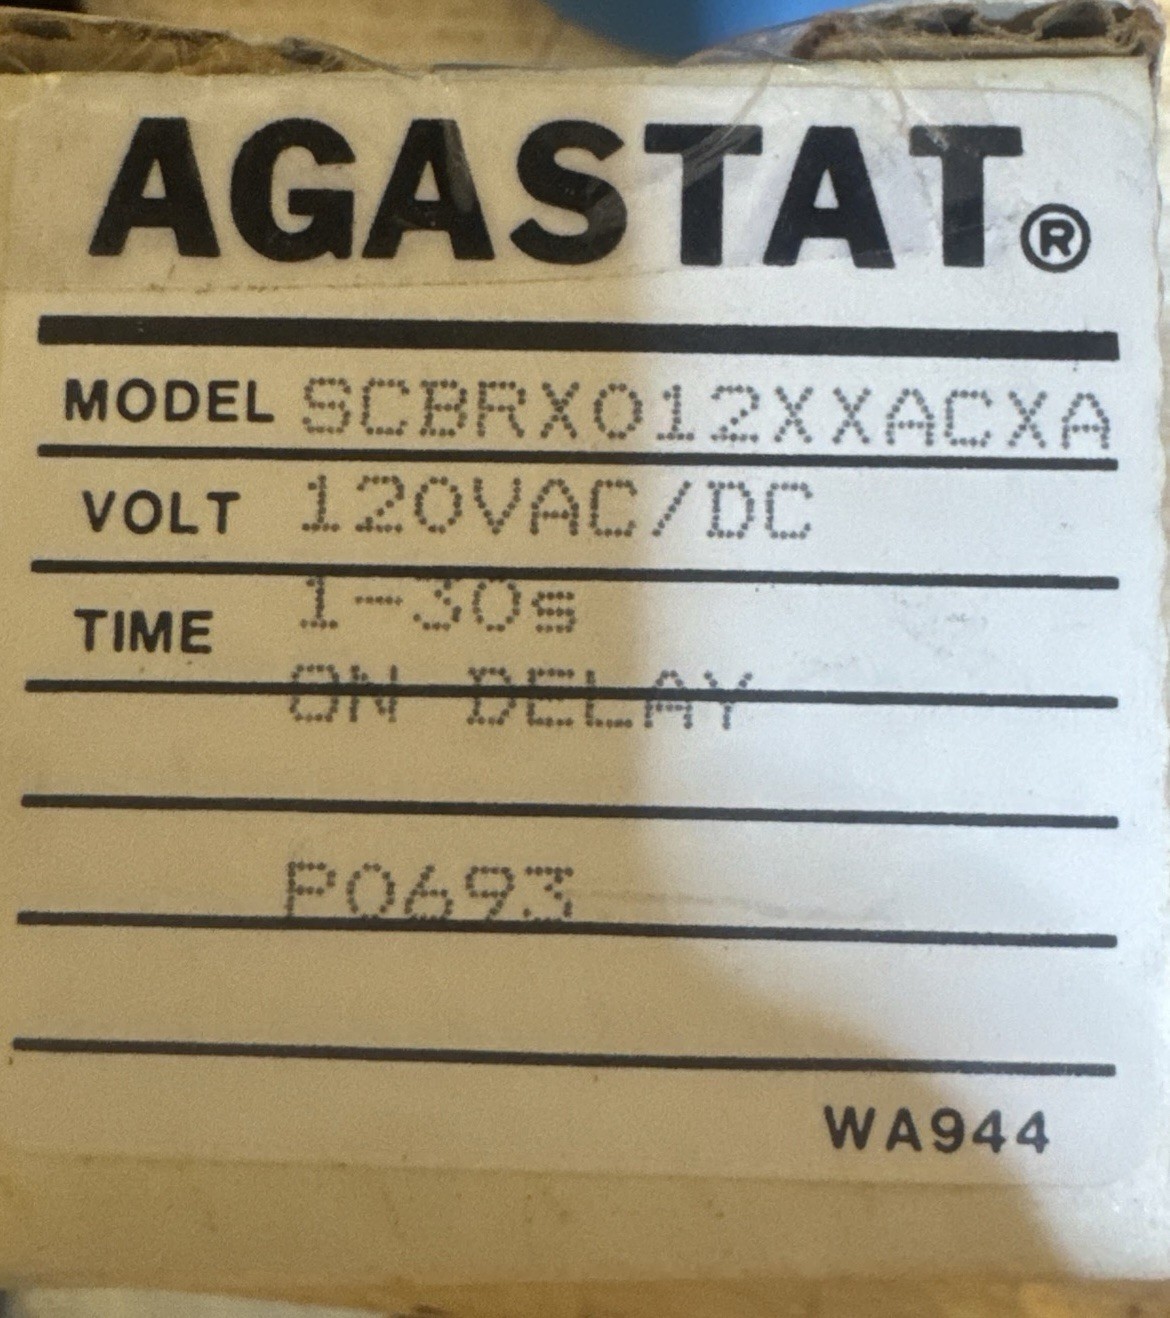 AGASTAT®
MODEL SCBRX012XXACXA
VOLT 120VAC/DC
TIME 1-30s
ON DELAY
P0693
WA944